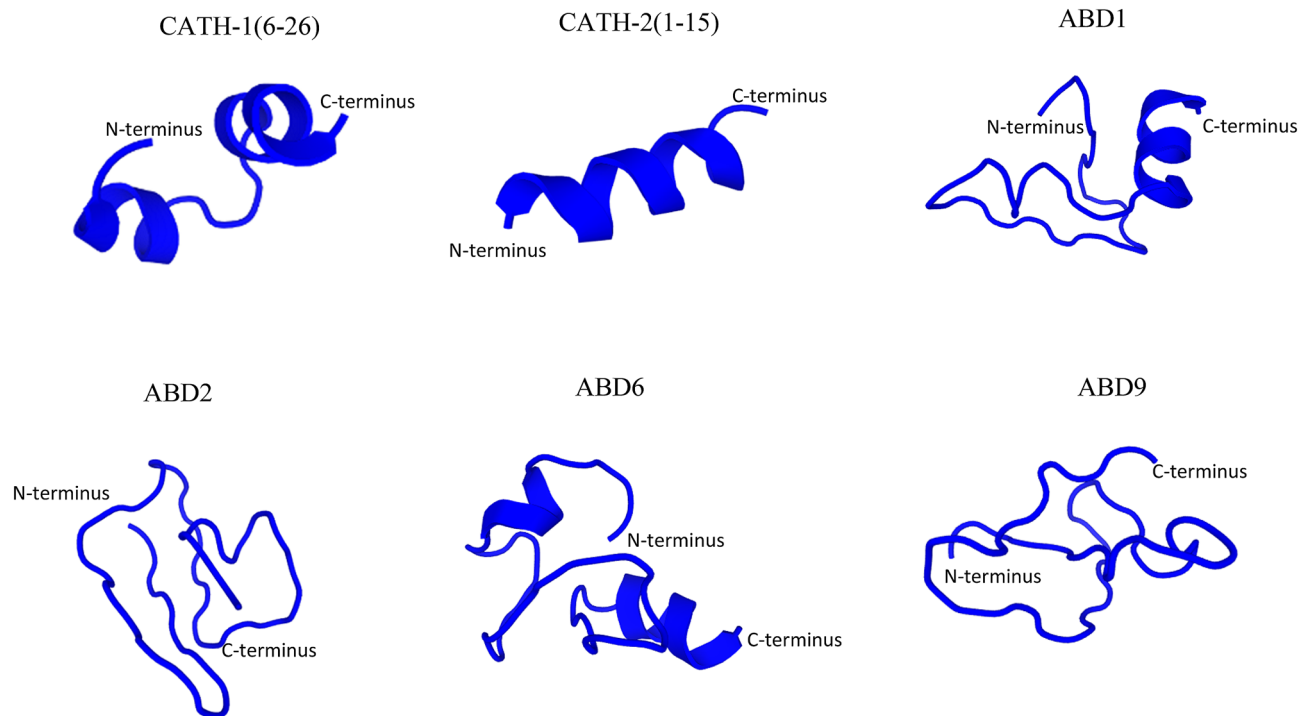 CATH-1(6-26)
N-terminus
C-terminus
CATH-2(1-15)
C-terminus
N-terminus
ABD1
N-terminus
C-terminus
ABD2
N-terminus
C-terminus
ABD6
N-terminus
C-terminus
ABD9
C-terminus
N-terminus